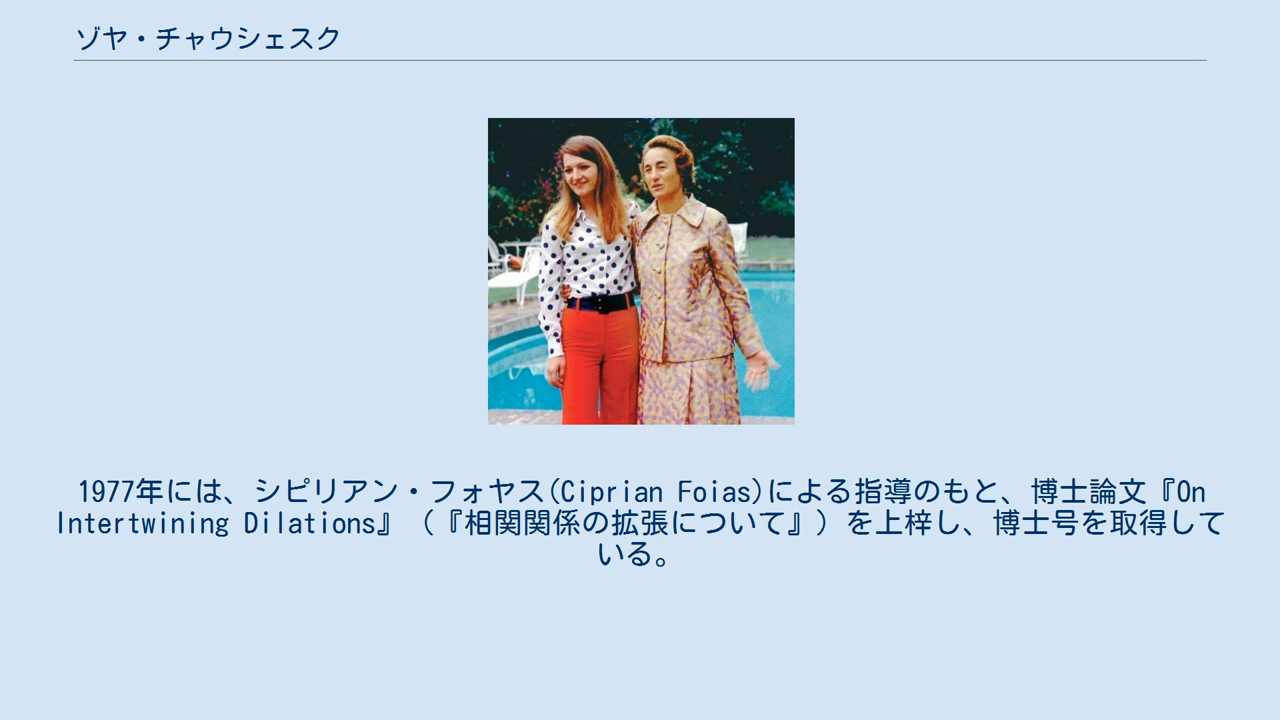 ゾヤ・チャウシェスク
1977年には、シピリアン・フォヤス(Ciprian Foias)による指導のもと、博士論文『On
Intertwining Dilations』（『相関関係の拡張について』）を上梓し、博士号を取得して
いる。